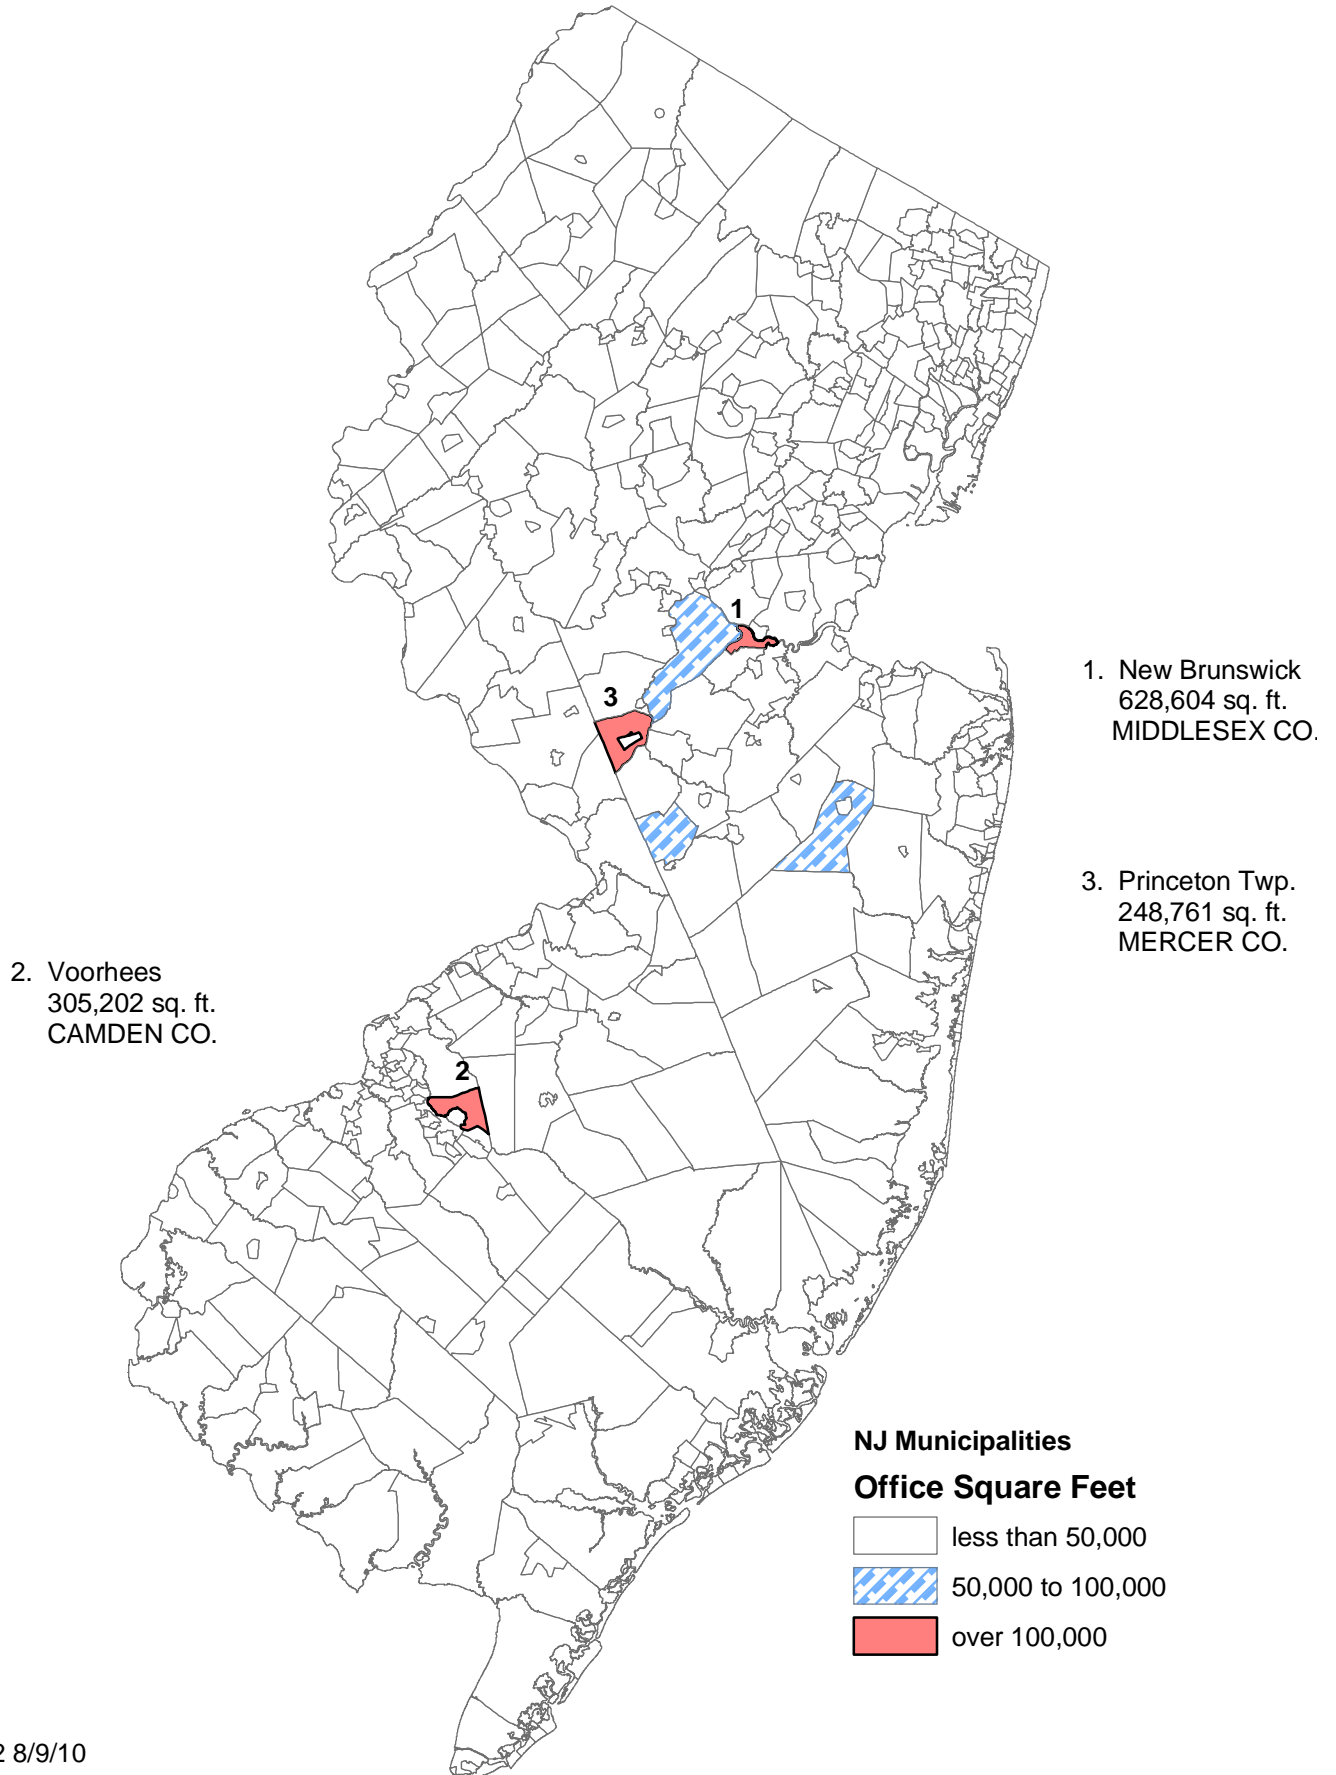 1
1. New Brunswick
628,604 sq. ft.
MIDDLESEX CO.
3
3. Princeton Twp.
248,761 sq. ft.
MERCER CO.
2. Voorhees
305,202 sq. ft.
CAMDEN CO.
2
NJ Municipalities
Office Square Feet
less than 50,000
50,000 to 100,000
over 100,000
2 8/9/10